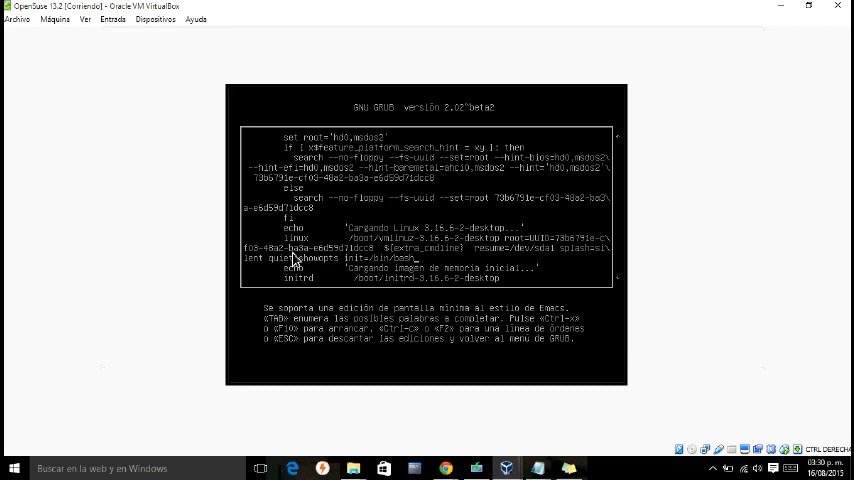 OpenSuse 13.2 [Corriendo] - Oracle VM VirtualBox
Archivo Máquina Ver Entrada Dispositivos Ayuda
GNU GRUB versión 2.02~beta2
set root='hd0,msdos2'
if [ x$feature_platform_search_hint = xy ]; then
search --no-floppy --fs-uuid --set=root --hint-bios=hd0,msdos2\
--hint-efi=hd0,msdos2 --hint-baremetal=ahci0,msdos2 --hint='hd0,msdos2'\
73b6791e-cf03-48a2-ba3a-e6d59d71dcc8
else
search --no-floppy --fs-uuid --set=root 73b6791e-cf03-48a2-ba3\
a-e6d59d71dcc8
fi
echo 'Cargando Linux 3.16.6-2-desktop...'
linux /boot/vmlinuz-3.16.6-2-desktop root=UUID=73b6791e-c\
f03-48a2-ba3a-e6d59d71dcc8 ${extra_cmdline} resume=/dev/sda1 splash=si\
lent quiet showopts init=/bin/bash_
echo 'Cargando imagen de memoria inicial...'
initrd /boot/initrd-3.16.6-2-desktop
Se soporta una edición de pantalla mínima al estilo de Emacs.
«TAB» enumera las posibles palabras a completar. Pulse «Ctrl-x»
o «F10» para arrancar, «Ctrl-c» o «F2» para una línea de órdenes
o «ESC» para descartar las ediciones y volver al menú de GRUB.
CTRL DERECHA
Buscar en la web y en Windows
03:30 p. m.
16/08/2015